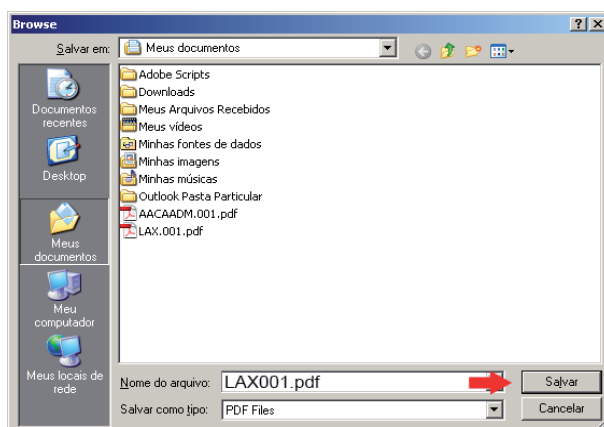 Browse
Salvar em:
Meus documentos
Documentos
recentes
Desktop
Meus
documentos
Meu
computador
Meus locais de
rede
Adobe Scripts
Downloads
Meus Arquivos Recebidos
Meus vídeos
Minhas fontes de dados
Minhas imagens
Minhas músicas
Outlook Pasta Particular
AACAADM.001.pdf
LAX.001.pdf
Nome do arquivo:
LAX001.pdf
Salvar
Salvar como tipo:
PDF Files
Cancelar